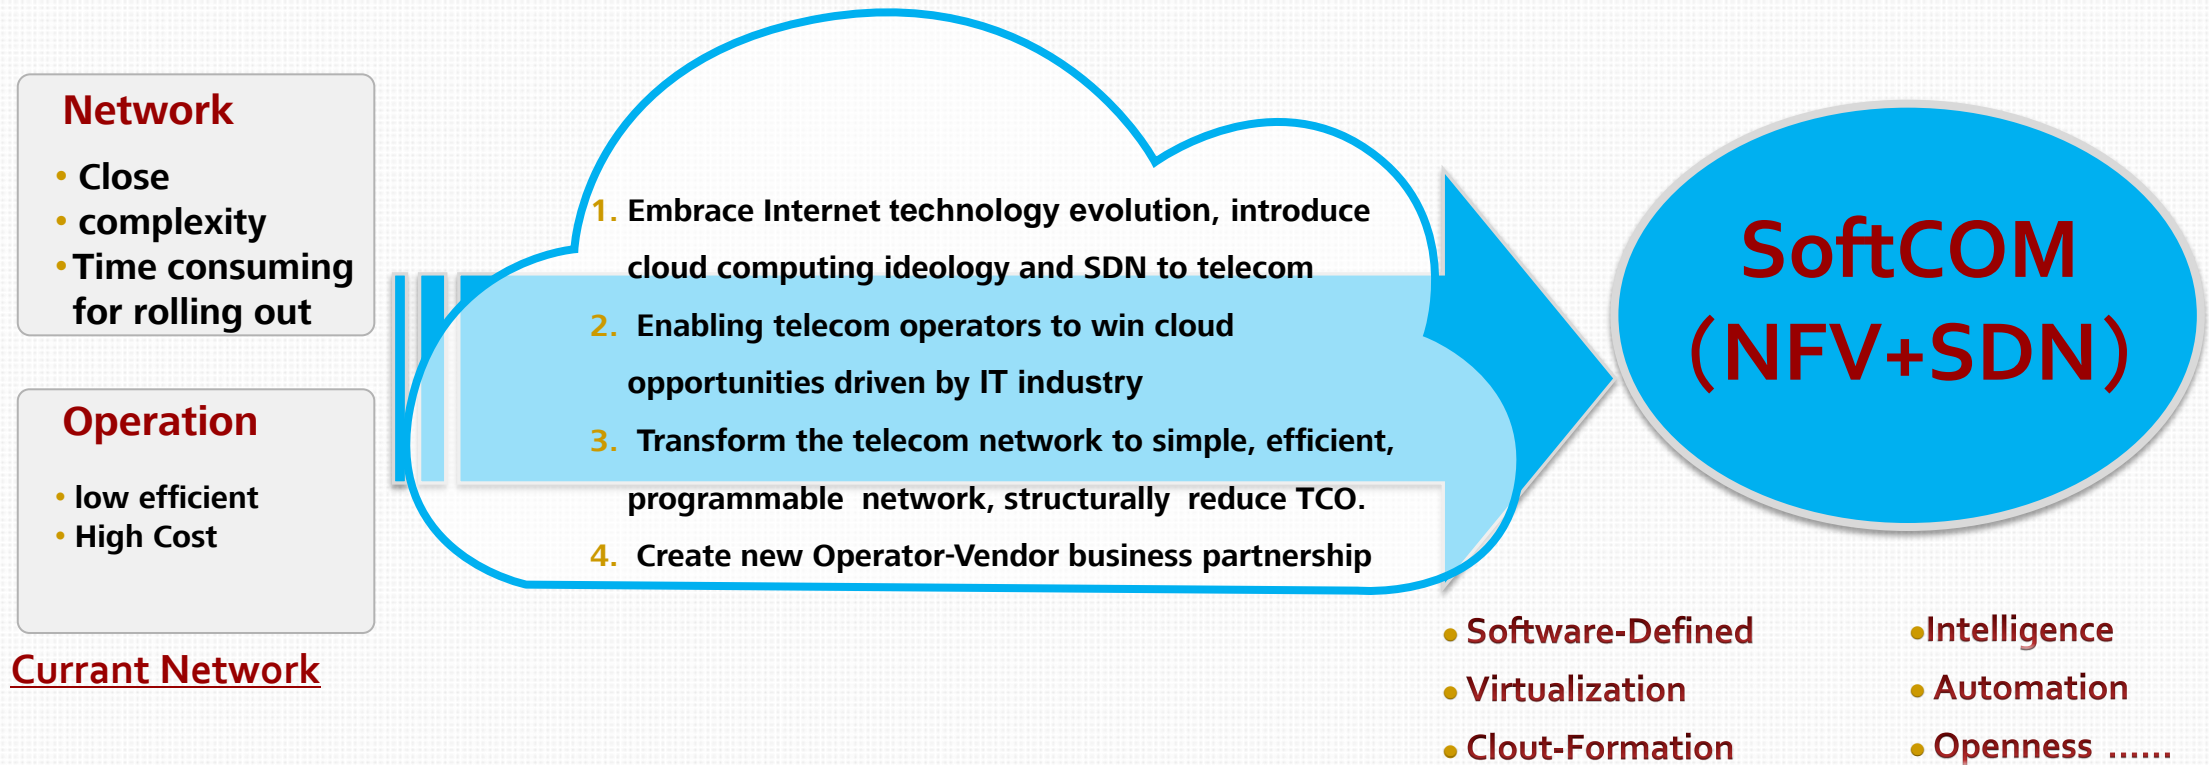 Network
• Close
• complexity
• Time consuming
for rolling out
Operation
• low efficient
• High Cost
Currant Network
1. Embrace Internet technology evolution, introduce
cloud computing ideology and SDN to telecom
2. Enabling telecom operators to win cloud
opportunities driven by IT industry
3. Transform the telecom network to simple, efficient,
programmable network, structurally reduce TCO.
4. Create new Operator-Vendor business partnership
SoftCOM
(NFV+SDN)
• Software-Defined
• Virtualization
• Clout-Formation
•Intelligence
• Automation
• Openness ......